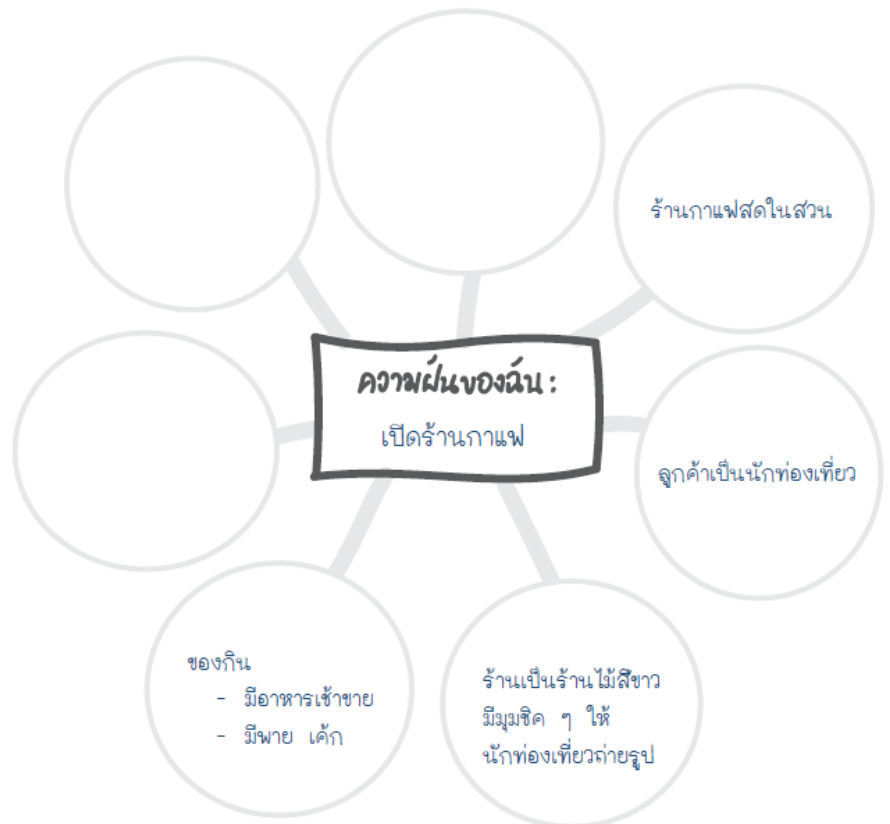 ความฝันของฉัน:
เปิดร้านกาแฟ
ร้านกาแฟสดในสวน
ลูกค้าเป็นนักท่องเที่ยว
ร้านเป็นร้านไม้สีขาว
มีมุมชิค ๆ ให้
นักท่องเที่ยวถ่ายรูป
ของกิน
- มีอาหารเช้าขาย
- มีพาย เค้ก